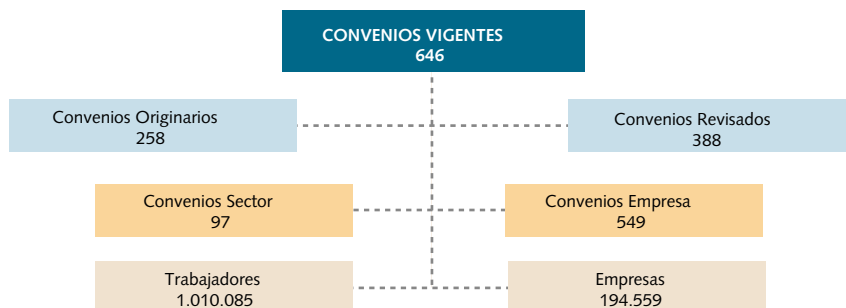 CONVENIOS VIGENTES
646
Convenios Originarios
258
Convenios Revisados
388
Convenios Sector
97
Convenios Empresa
549
Trabajadores
1.010.085
Empresas
194.559